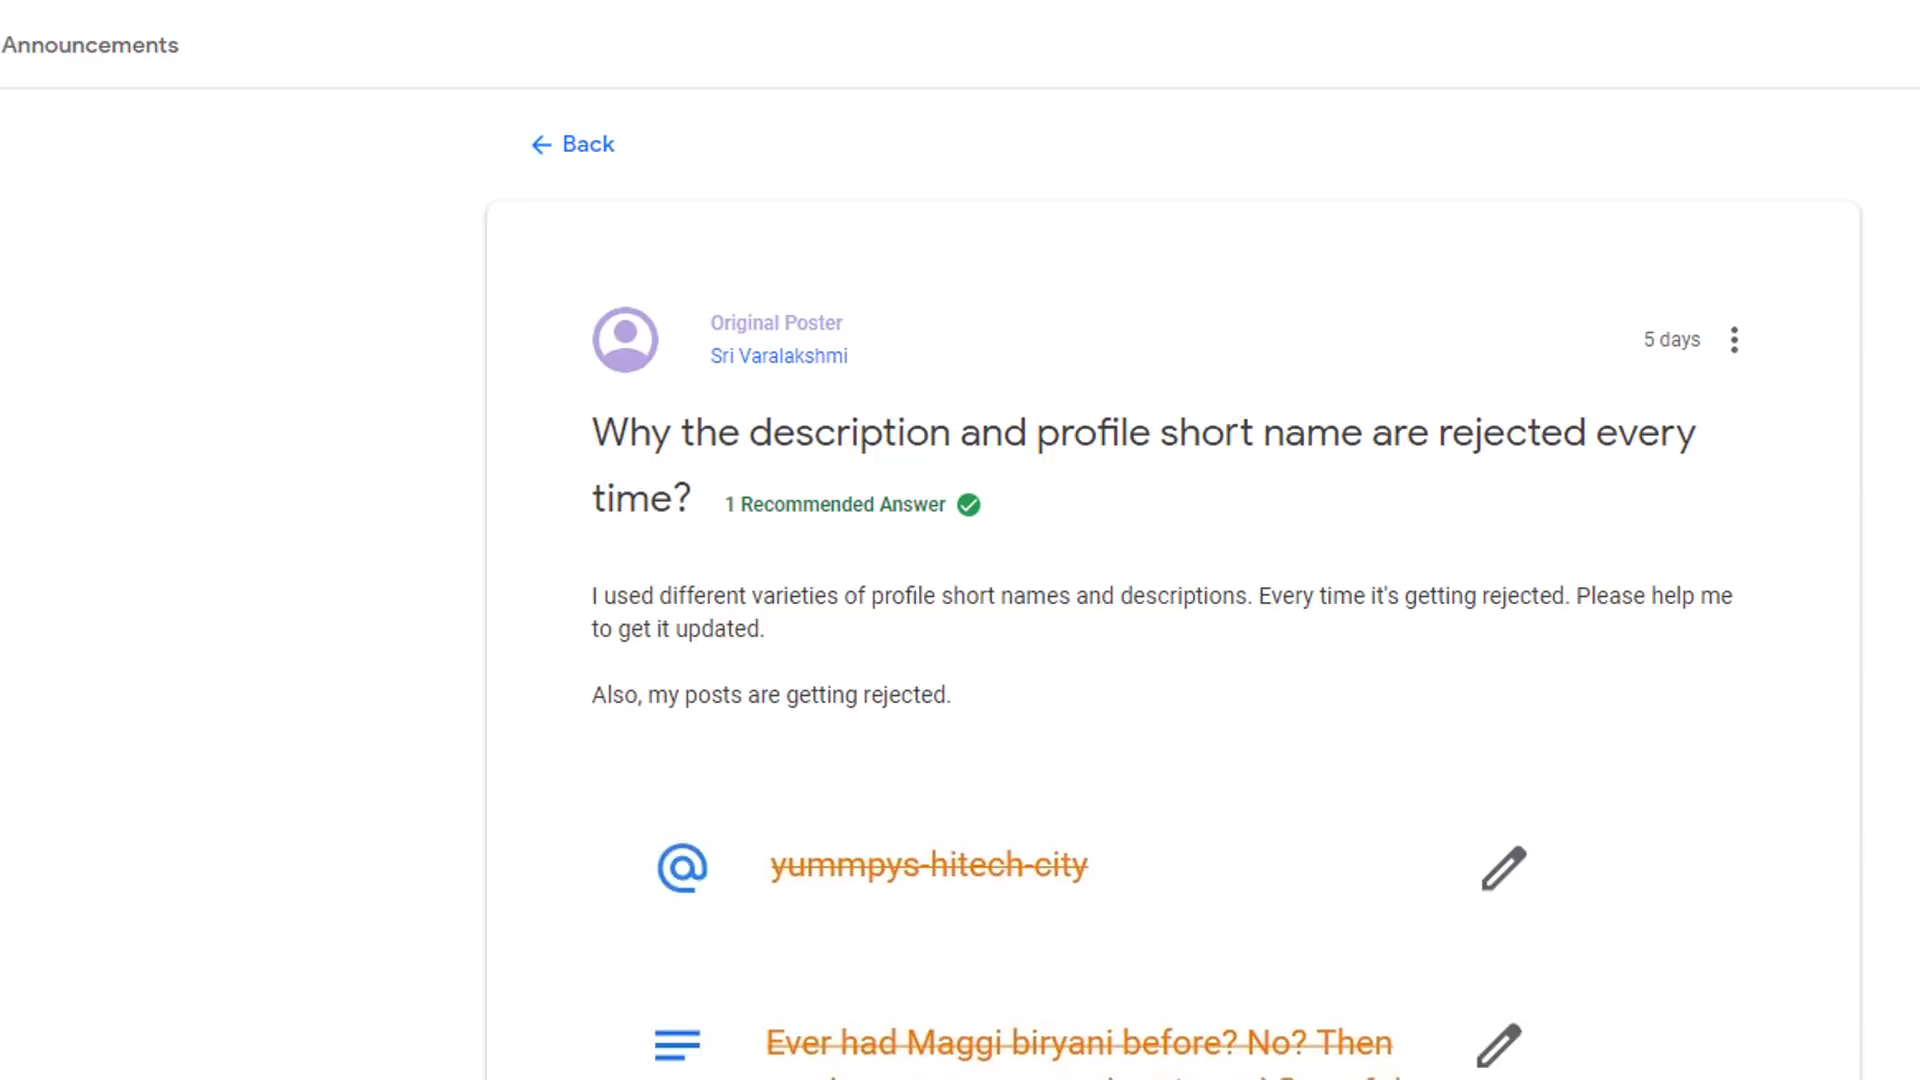 Announcements
Back
Original Poster
Sri Varalakshmi
5 days
Why the description and profile short name are rejected every
time? 1 Recommended Answer
I used different varieties of profile short names and descriptions. Every time it's getting rejected. Please help me
to get it updated.
Also, my posts are getting rejected.
yummpys-hitech-city
Ever had Maggi biryani before? No? Then